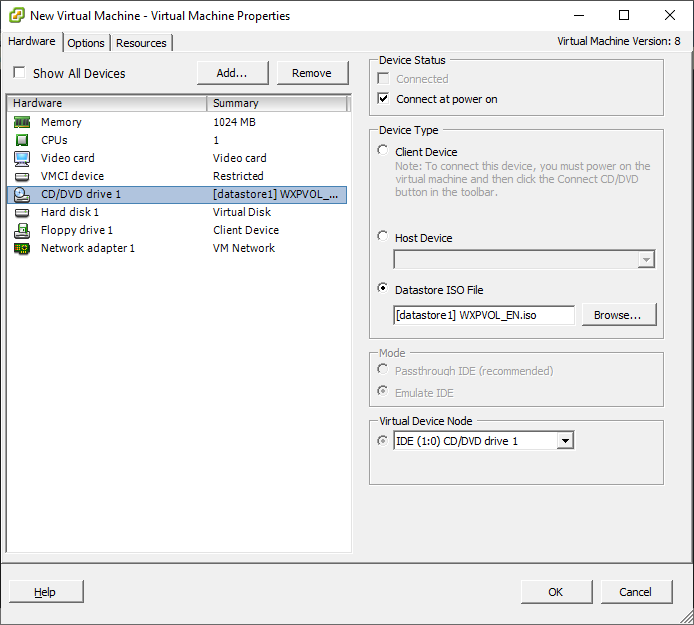 New Virtual Machine - Virtual Machine Properties
Hardware Options Resources
Virtual Machine Version: 8
Show All Devices
Add...
Remove
Hardware Summary
Memory 1024 MB
CPUs 1
Video card Video card
VMCI device Restricted
CD/DVD drive 1 [datastore1] WXPVOL_...
Hard disk 1 Virtual Disk
Floppy drive 1 Client Device
Network adapter 1 VM Network
Device Status
Connected
Connect at power on
Device Type
Client Device
Note: To connect this device, you must power on the
virtual machine and then click the Connect CD/DVD
button in the toolbar.
Host Device
Datastore ISO File
[datastore1] WXPVOL_EN.iso
Browse...
Mode
Passthrough IDE (recommended)
Emulate IDE
Virtual Device Node
IDE (1:0) CD/DVD drive 1
Help
OK
Cancel